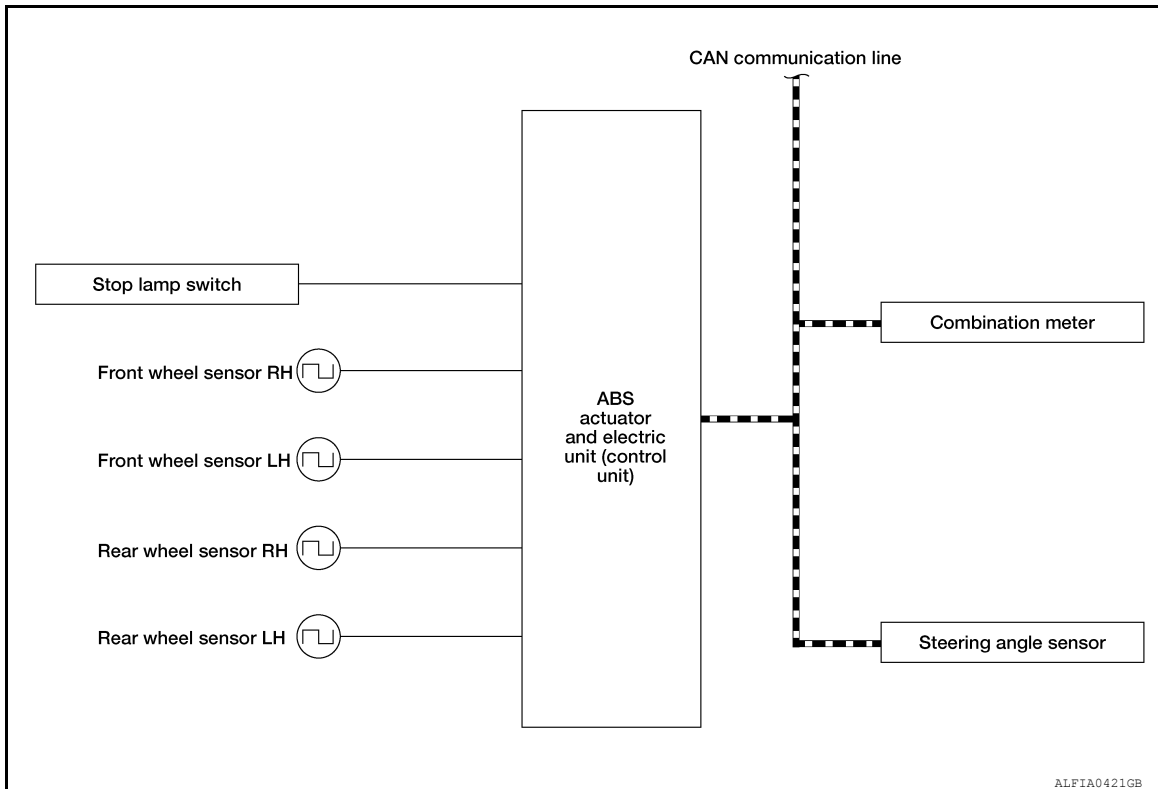 CAN communication line
Stop lamp switch
Front wheel sensor RH
Front wheel sensor LH
Rear wheel sensor RH
Rear wheel sensor LH
ABS
actuator
and electric
unit (control
unit)
Combination meter
Steering angle sensor
ALFIA0421GB